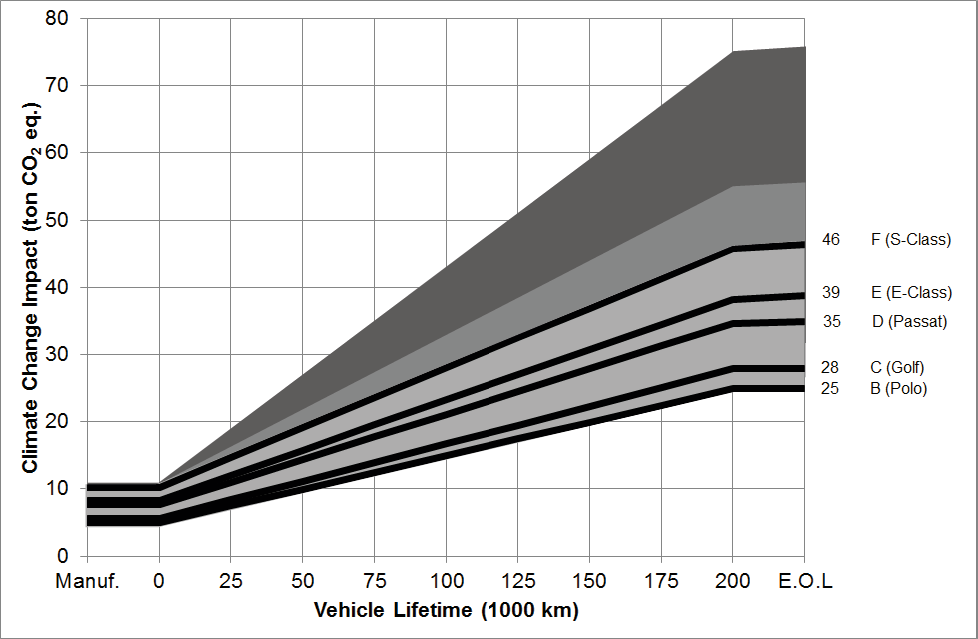 80
70
60
50
40
30
20
10
0
Climate Change Impact (ton CO₂ eq.)
46 F (S-Class)
39 E (E-Class)
35 D (Passat)
28 C (Golf)
25 B (Polo)
Manuf. 0 25 50 75 100 125 150 175 200 E.O.L
Vehicle Lifetime (1000 km)